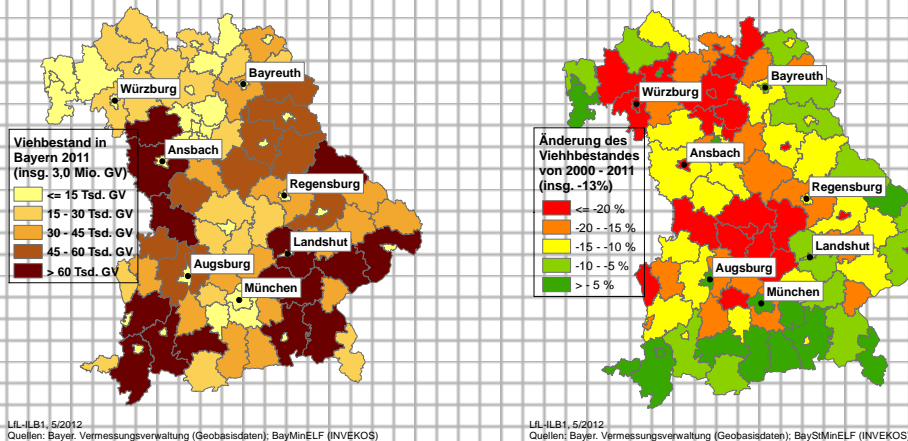 Würzburg
Bayreuth
Viehbestand in
Bayern 2011
(insg. 3,0 Mio. GV)
<= 15 Tsd. GV
15 - 30 Tsd. GV
30 - 45 Tsd. GV
45 - 60 Tsd. GV
> 60 Tsd. GV
Ansbach
Regensburg
Landshut
Augsburg
München
LfL-ILB1, 5/2012
Quellen: Bayer. Vermessungsverwaltung (Geobasisdaten); BayMinELF (INVEKOS)
Bayreuth
Würzburg
Änderung des
Viehhbestandes
von 2000 - 2011
(insg. -13%)
<= -20 %
-20 - -15 %
-15 - -10 %
-10 - -5 %
> - 5 %
Ansbach
Regensburg
Landshut
Augsburg
München
LfL-ILB1, 5/2012
Quellen: Bayer. Vermessungsverwaltung (Geobasisdaten); BayStMinELF (INVEKOS)